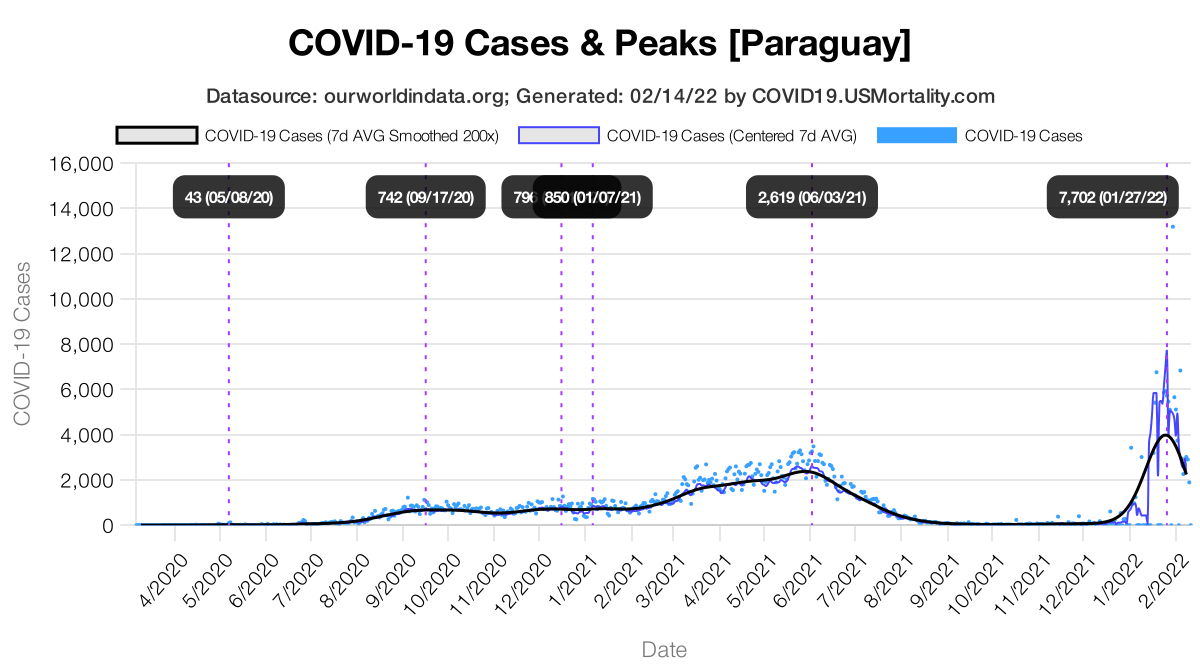 COVID-19 Cases & Peaks [Paraguay]
Datasource: ourworldindata.org; Generated: 02/14/22 by COVID19.USMortality.com
COVID-19 Cases (7d AVG Smoothed 200x) COVID-19 Cases (Centered 7d AVG) COVID-19 Cases
43 (05/08/20) 742 (09/17/20) 796 850 (01/07/21) 2,619 (06/03/21) 7,702 (01/27/22)
COVID-19 Cases
16,000
14,000
12,000
10,000
8,000
6,000
4,000
2,000
0
4/2020 5/2020 6/2020 7/2020 8/2020 9/2020 10/2020 11/2020 12/2020 1/2021 2/2021 3/2021 4/2021 5/2021 6/2021 7/2021 8/2021 9/2021 10/2021 11/2021 12/2021 1/2022 2/2022
Date